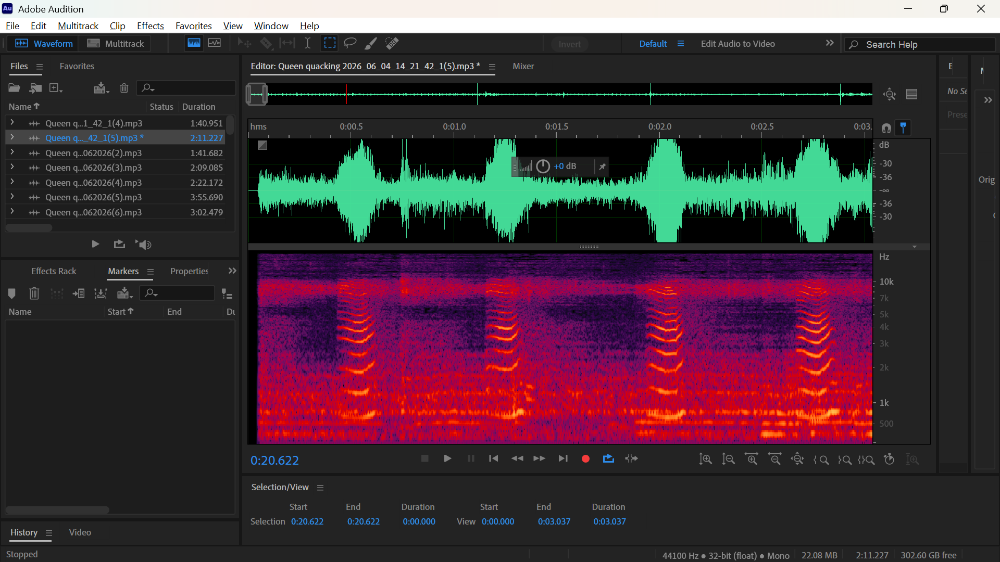 Au Adobe Audition
File Edit Multitrack Clip Effects Favorites View Window Help
Waveform Multitrack Invert Default Edit Audio to Video Search Help
Files Favorites
Name Status Duration
Queen q...1_42_1(4).mp3 1:40.951
Queen q..._42_1(5).mp3 * 2:11.227
Queen q...062026(2).mp3 1:41.682
Queen q...062026(3).mp3 2:09.085
Queen q...062026(4).mp3 2:22.172
Queen q...062026(5).mp3 3:55.690
Queen q...062026(6).mp3 3:02.479
Effects Rack Markers Properties
Name Start End Du
History Video
Stopped
Editor: Queen quacking 2026_06_04_14_21_42_1(5).mp3 * Mixer
hms 0:00.5 0:01.0 0:01.5 0:02.0 0:02.5 0:03.
dB
-30
-36
-∞
-36
-30
+0 dB
Hz
10k
7k
5k
4k
3k
2k
1k
500
0:20.622
Selection/View
Start End Duration Start End Duration
Selection 0:20.622 0:20.622 0:00.000 View 0:00.000 0:03.037 0:03.037
No Se
Prese
Orig
44100 Hz ● 32-bit (float) ● Mono 22.08 MB 2:11.227 302.60 GB free